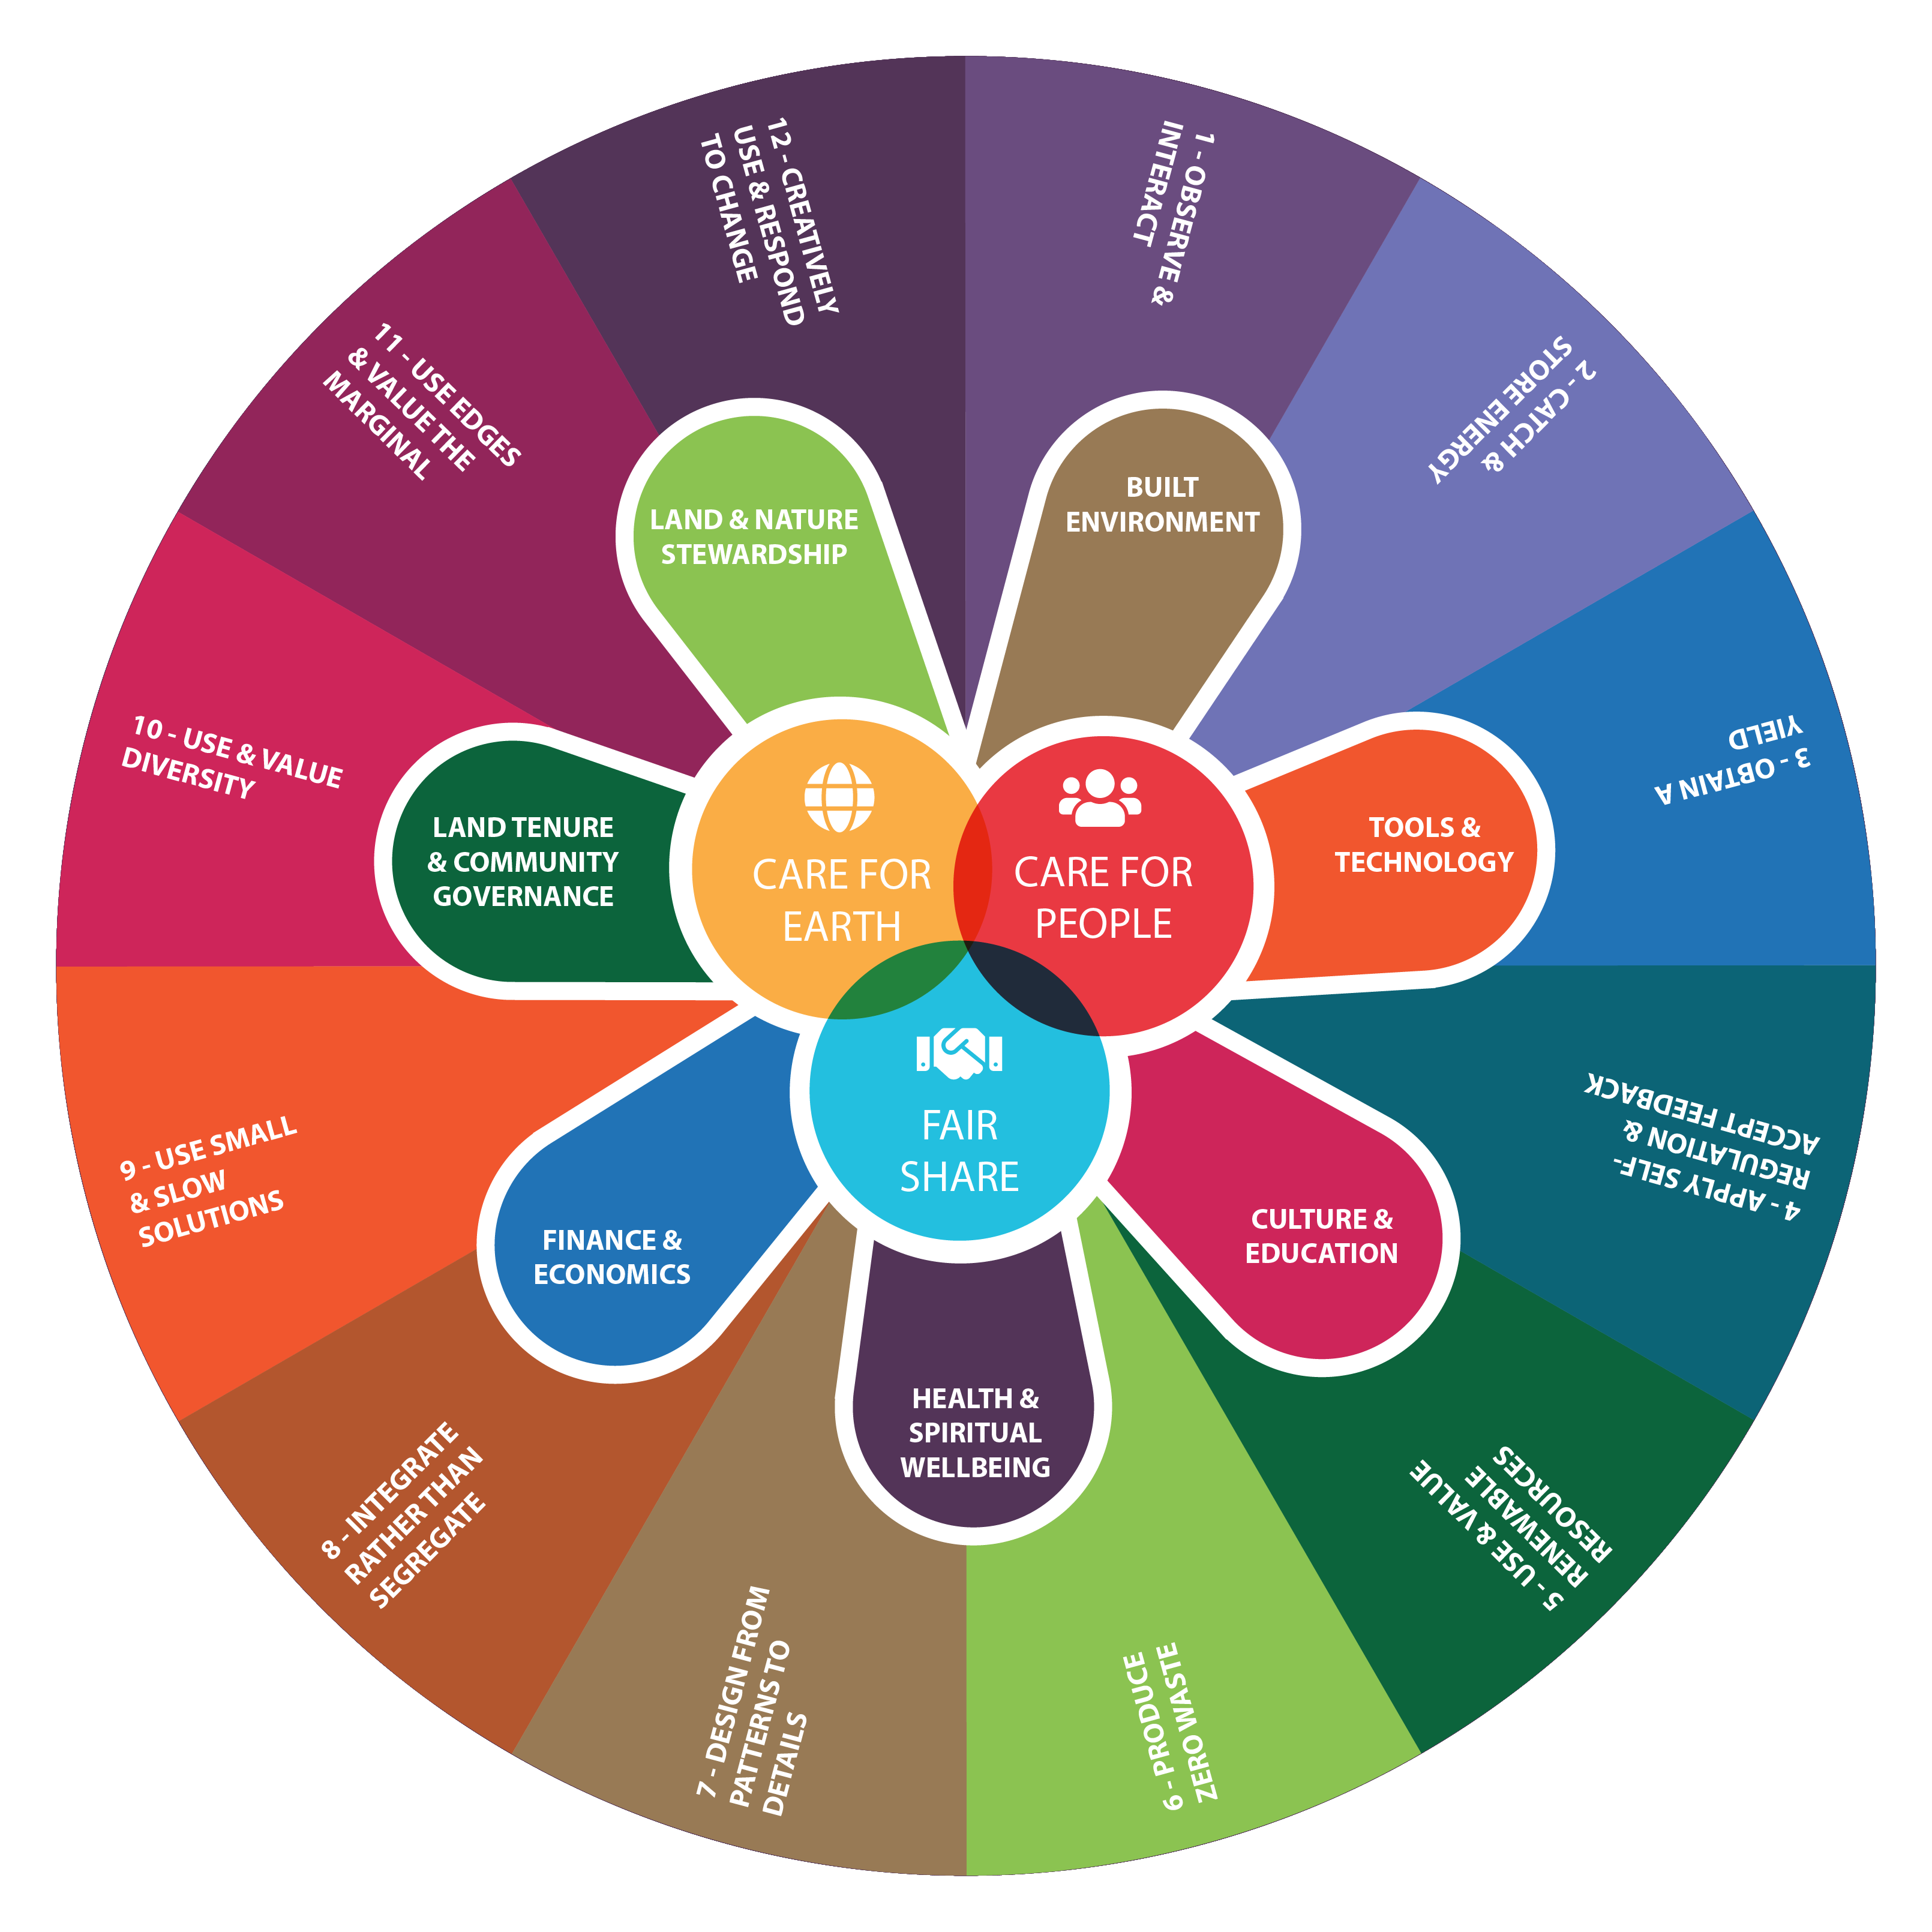 1 - OBSERVE &
INTERACT
2 - CATCH &
STORE ENERGY
3 - OBTAIN A
YIELD
4 - APPLY SELF-
REGULATION &
ACCEPT FEEDBACK
5 - USE & VALUE
RENEWABLE
RESOURCES
6 - PRODUCE
ZERO WASTE
7 - DESIGN FROM
PATTERNS TO
DETAILS
8 - INTEGRATE
RATHER THAN
SEGREGATE
9 - USE SMALL
& SLOW
SOLUTIONS
10 - USE & VALUE
DIVERSITY
11 - USE EDGES
& VALUE THE
MARGINAL
12 - CREATIVELY
USE & RESPOND
TO CHANGE
LAND & NATURE
STEWARDSHIP
BUILT
ENVIRONMENT
TOOLS &
TECHNOLOGY
CULTURE &
EDUCATION
HEALTH &
SPIRITUAL
WELLBEING
FINANCE &
ECONOMICS
LAND TENURE
& COMMUNITY
GOVERNANCE
CARE FOR
EARTH
CARE FOR
PEOPLE
FAIR
SHARE